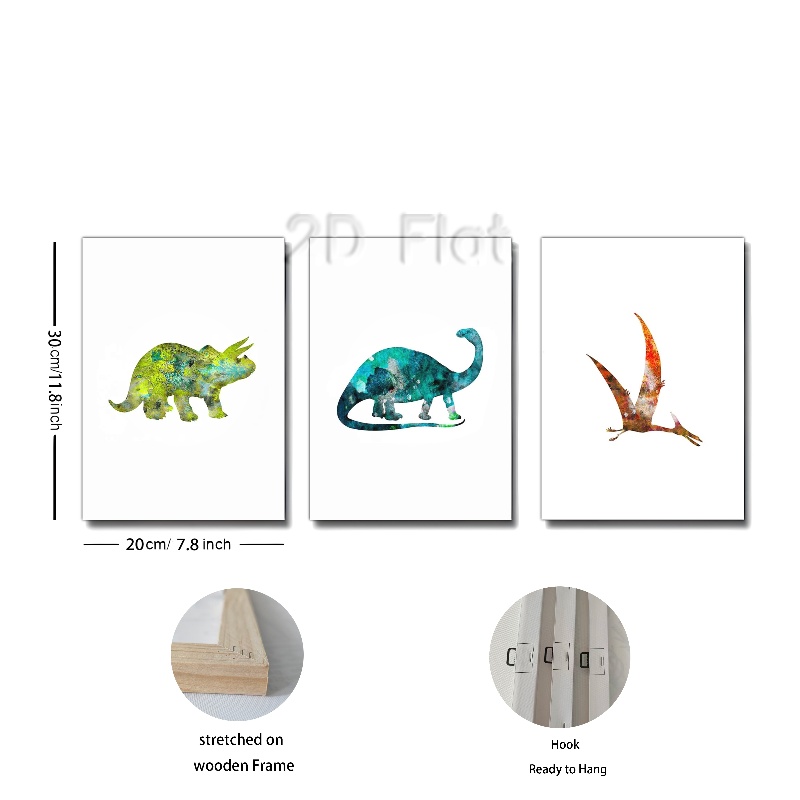 2D Flat
30cm/11.8inch
20cm/ 7.8 inch
stretched on
wooden Frame
Hook
Ready to Hang